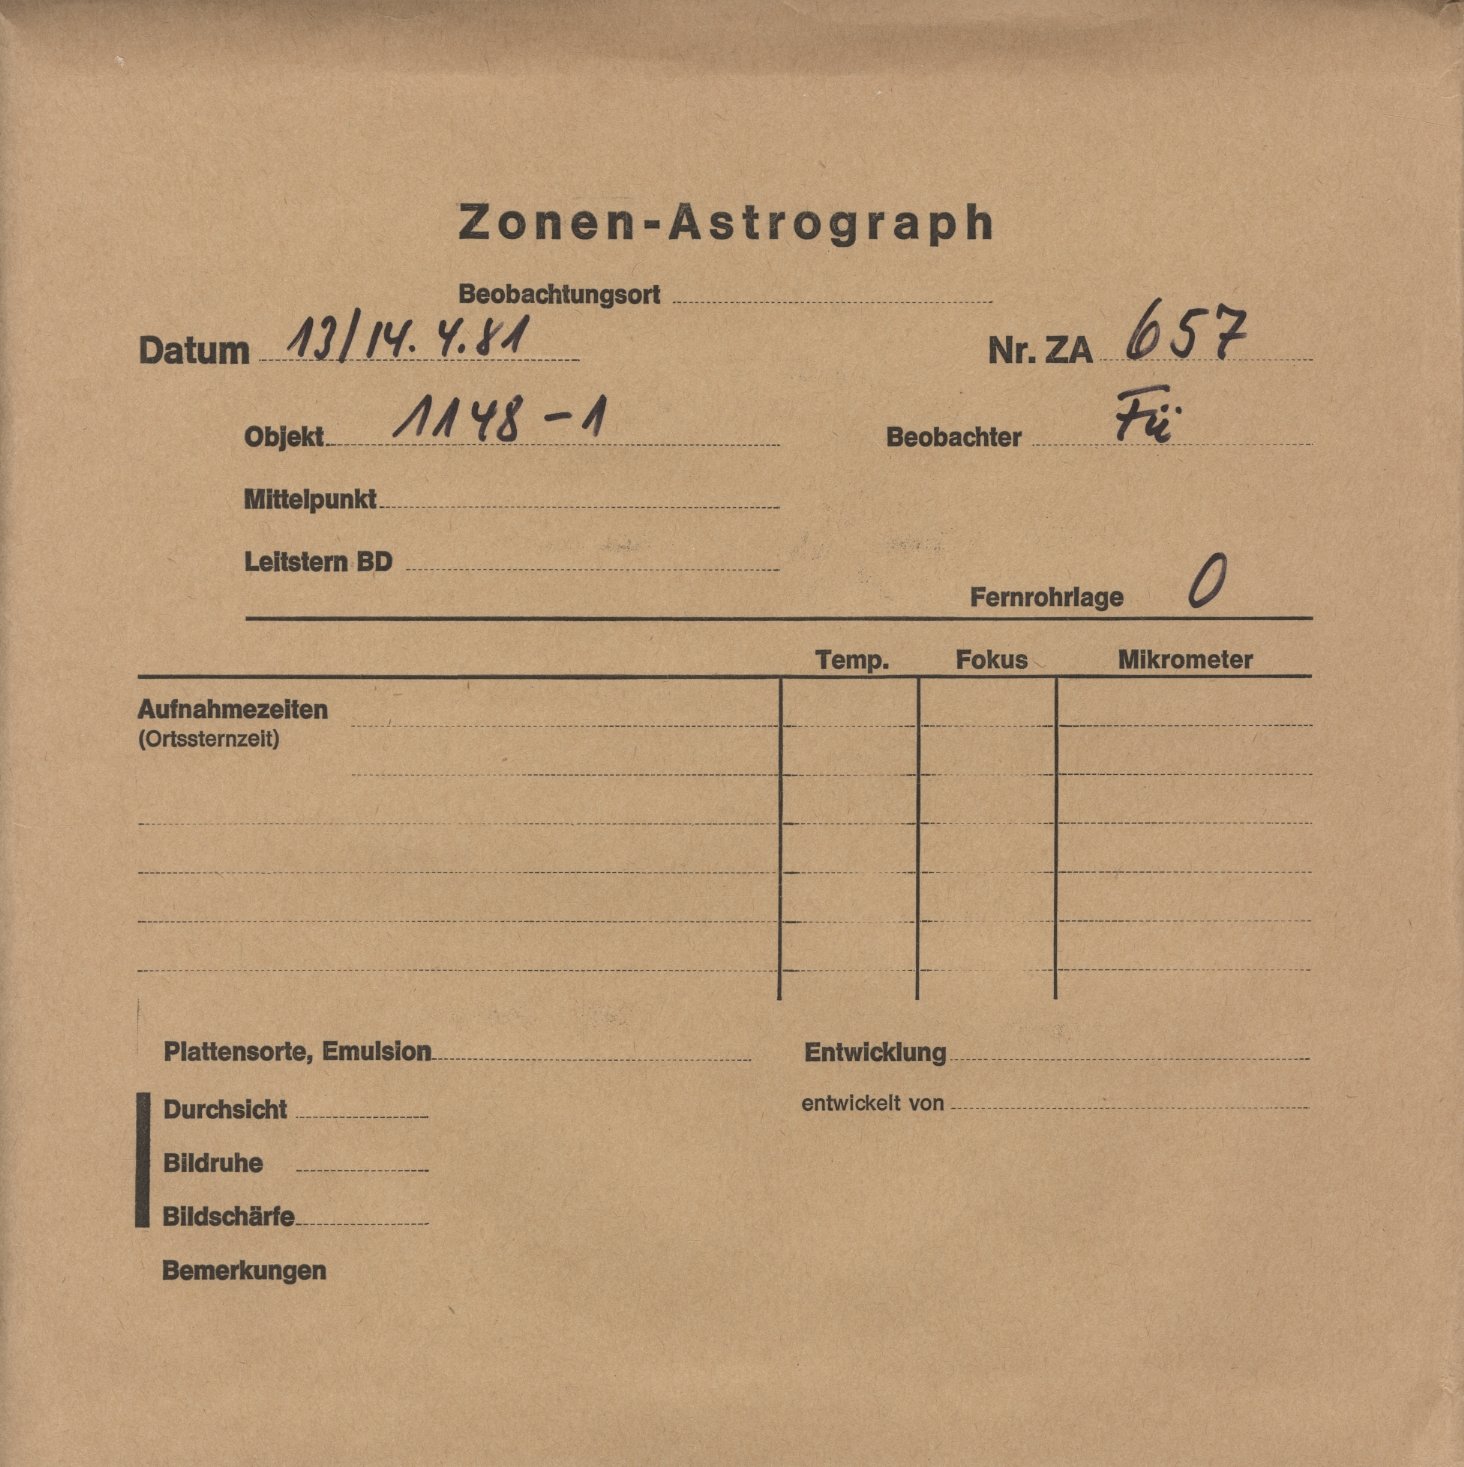 Zonen-Astrograph
Beobachtungsort
Datum 13/14. 4. 81 Nr. ZA 657
Objekt 1148 - 1 Beobachter Fü
Mittelpunkt
Leitstern BD
Fernrohrlage O
Temp. Fokus Mikrometer
Aufnahmezeiten
(Ortssternzeit)
Plattensorte, Emulsion Entwicklung
Durchsicht entwickelt von
Bildruhe
Bildschärfe
Bemerkungen